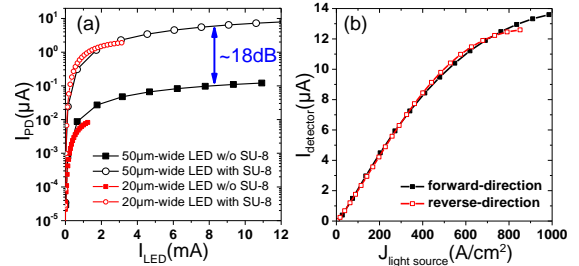 (a)
~18dB
I_PD(µA)
10^1
10^0
10^-1
10^-2
10^-3
10^-4
10^-5
50µm-wide LED w/o SU-8
50µm-wide LED with SU-8
20µm-wide LED w/o SU-8
20µm-wide LED with SU-8
0 2 4 6 8 10 12
I_LED(mA)
(b)
I_detector(µA)
14
12
10
8
6
4
2
0
forward-direction
reverse-direction
0 200 400 600 800 1000
J_light source(A/cm²)